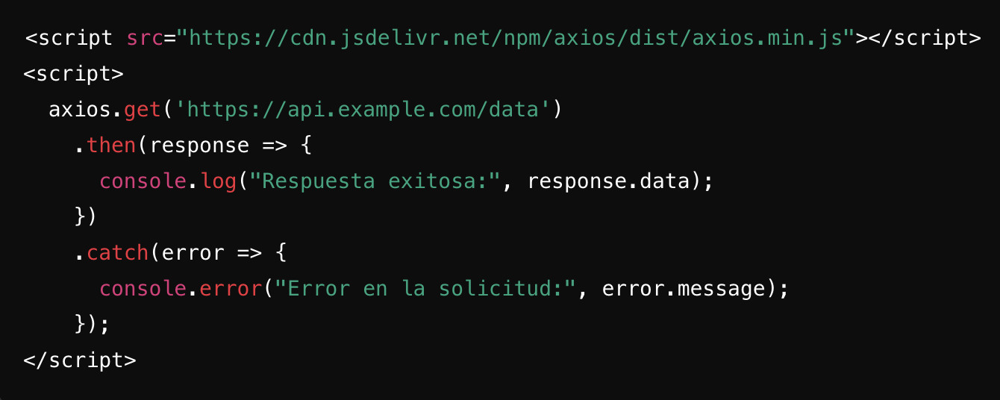 <script src="https://cdn.jsdelivr.net/npm/axios/dist/axios.min.js"></script>
<script>
  axios.get('https://api.example.com/data')
    .then(response => {
      console.log("Respuesta exitosa:", response.data);
    })
    .catch(error => {
      console.error("Error en la solicitud:", error.message);
    });
</script>